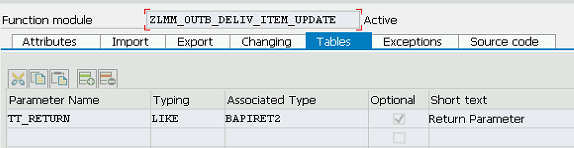 Function module ZLMM_OUTB_DELIV_ITEM_UPDATE Active
Attributes Import Export Changing Tables Exceptions Source code
Parameter Name Typing Associated Type Optional Short text
TT_RETURN LIKE BAPIRET2 Return Parameter